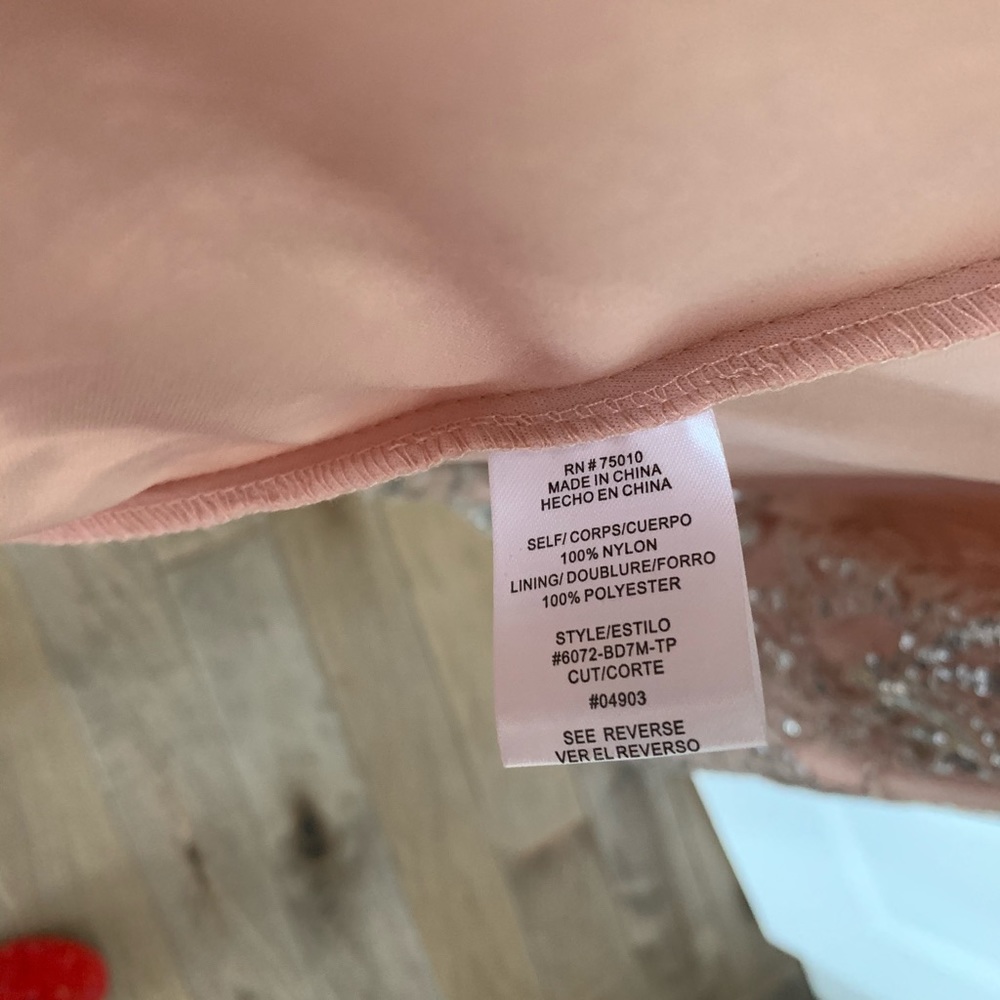 RN # 75010
MADE IN CHINA
HECHO EN CHINA
SELF/ CORPS/CUERPO
100% NYLON
LINING/ DOUBLURE/FORRO
100% POLYESTER
STYLE/ESTILO
#6072-BD7M-TP
CUT/CORTE
#04903
SEE REVERSE
VER EL REVERSO